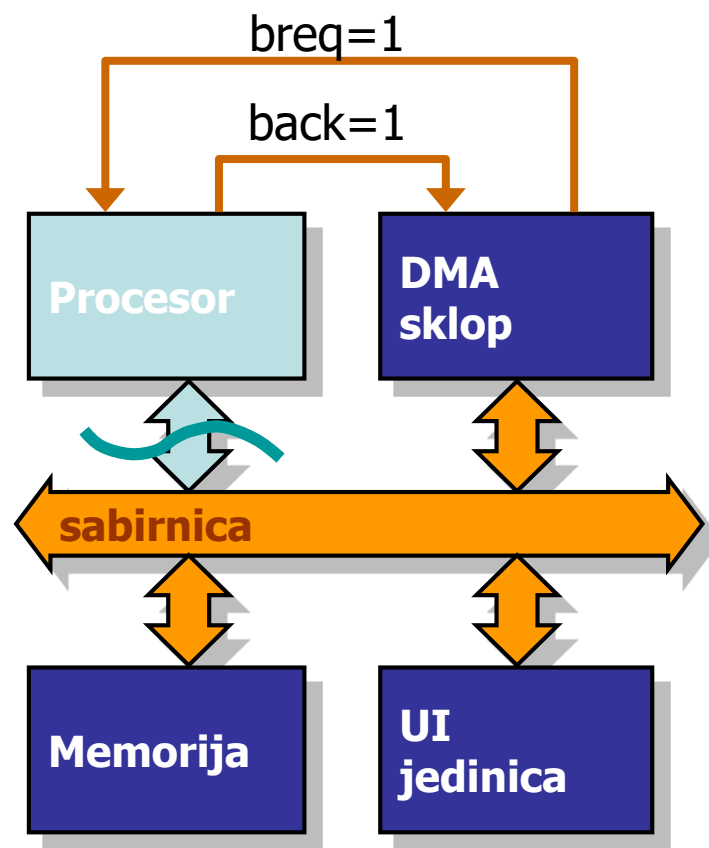 breq=1
back=1
Procesor
DMA
sklop
sabirnica
Memorija
UI
jedinica